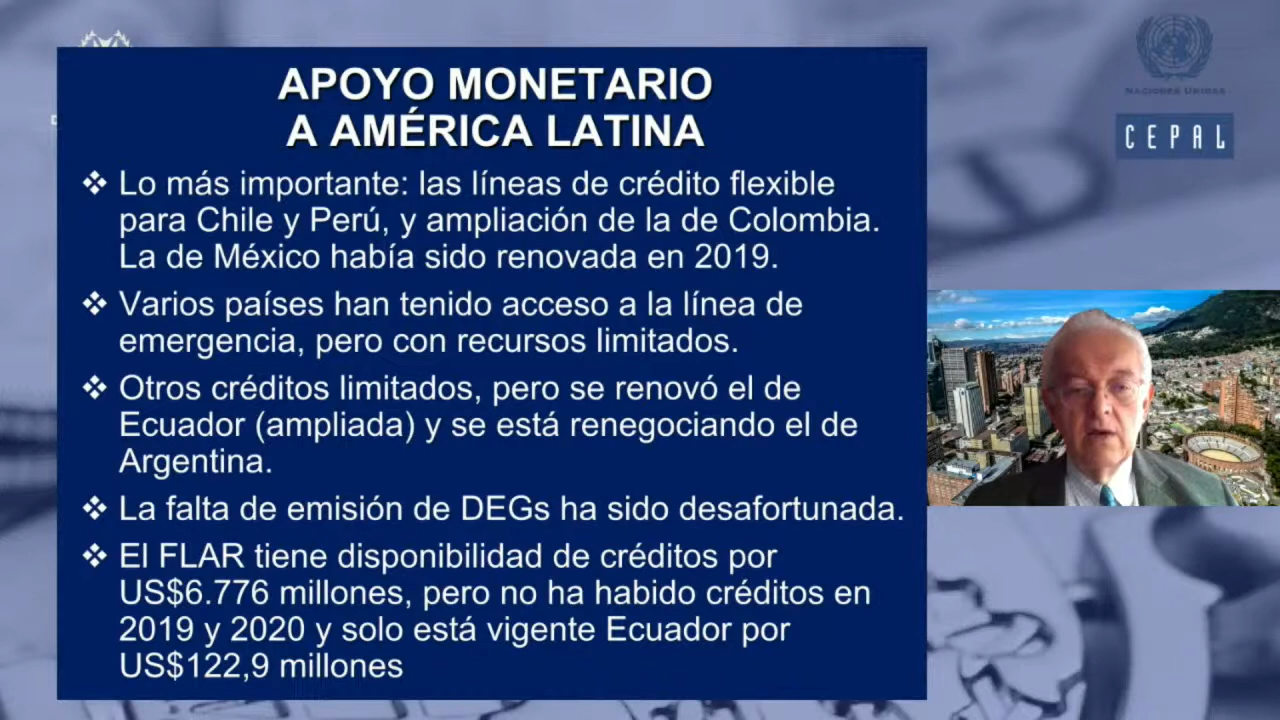 APOYO MONETARIO
A AMÉRICA LATINA
❖ Lo más importante: las líneas de crédito flexible
para Chile y Perú, y ampliación de la de Colombia.
La de México había sido renovada en 2019.
❖ Varios países han tenido acceso a la línea de
emergencia, pero con recursos limitados.
❖ Otros créditos limitados, pero se renovó el de
Ecuador (ampliada) y se está renegociando el de
Argentina.
❖ La falta de emisión de DEGs ha sido desafortunada.
❖ El FLAR tiene disponibilidad de créditos por
US$6.776 millones, pero no ha habido créditos en
2019 y 2020 y solo está vigente Ecuador por
US$122,9 millones
NACIONES UNIDAS
CEPAL